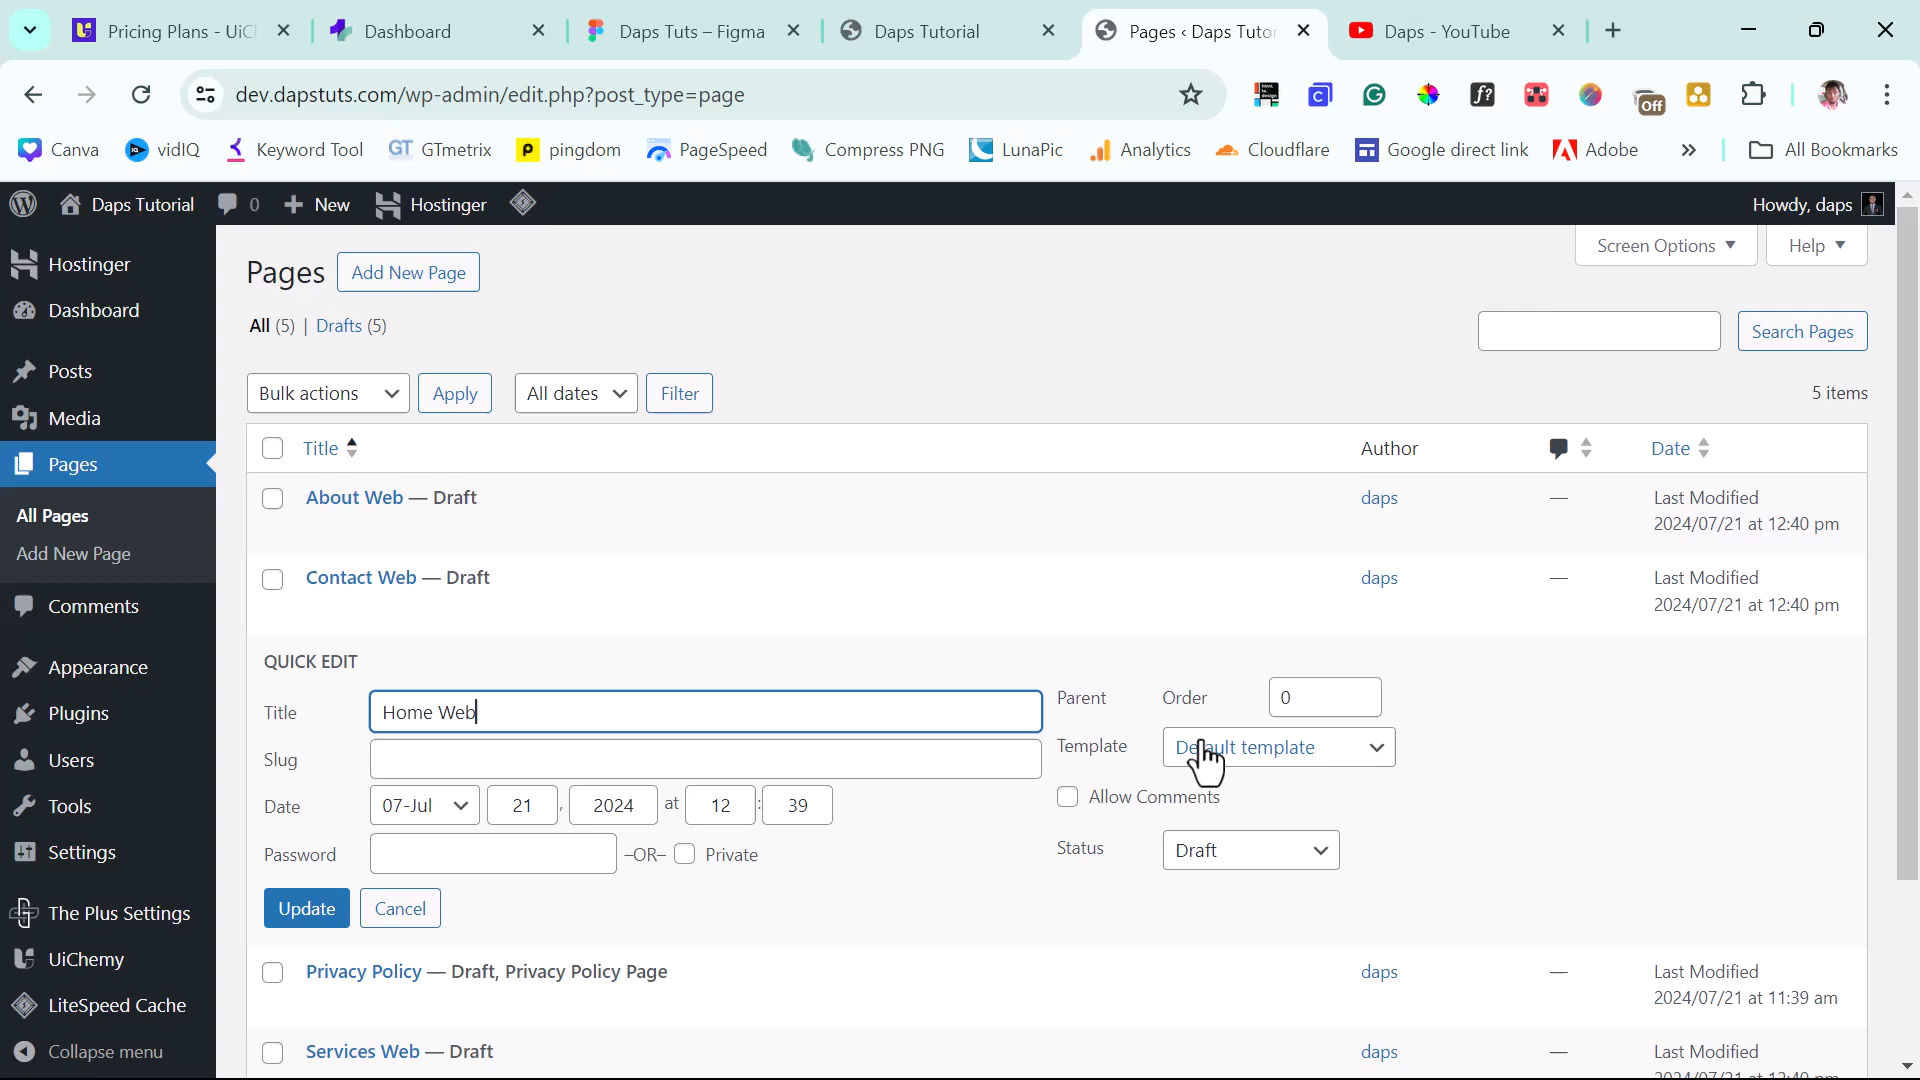 Pricing Plans - UiC
Dashboard
Daps Tuts – Figma
Daps Tutorial
Pages ‹ Daps Tutor
Daps - YouTube
dev.dapstuts.com/wp-admin/edit.php?post_type=page
Off
Canva
vidIQ
Keyword Tool
GT GTmetrix
pingdom
PageSpeed
Compress PNG
LunaPic
Analytics
Cloudflare
Google direct link
Adobe
»
All Bookmarks
Daps Tutorial
0
New
Hostinger
Howdy, daps
Hostinger
Dashboard
Posts
Media
Pages
All Pages
Add New Page
Comments
Appearance
Plugins
Users
Tools
Settings
The Plus Settings
UiChemy
LiteSpeed Cache
Collapse menu
Screen Options
Help
Pages
Add New Page
All (5) | Drafts (5)
Search Pages
Bulk actions
Apply
All dates
Filter
5 items
Title
Author
Date
About Web — Draft
daps
—
Last Modified
2024/07/21 at 12:40 pm
Contact Web — Draft
daps
—
Last Modified
2024/07/21 at 12:40 pm
QUICK EDIT
Title
Home Web
Slug
Date
07-Jul
21
,
2024
at
12
:
39
Password
–OR–
Private
Parent
Order
0
Template
Default template
Allow Comments
Status
Draft
Update
Cancel
Privacy Policy — Draft, Privacy Policy Page
daps
—
Last Modified
2024/07/21 at 11:39 am
Services Web — Draft
daps
—
Last Modified
2024/07/21 at 12:40 pm